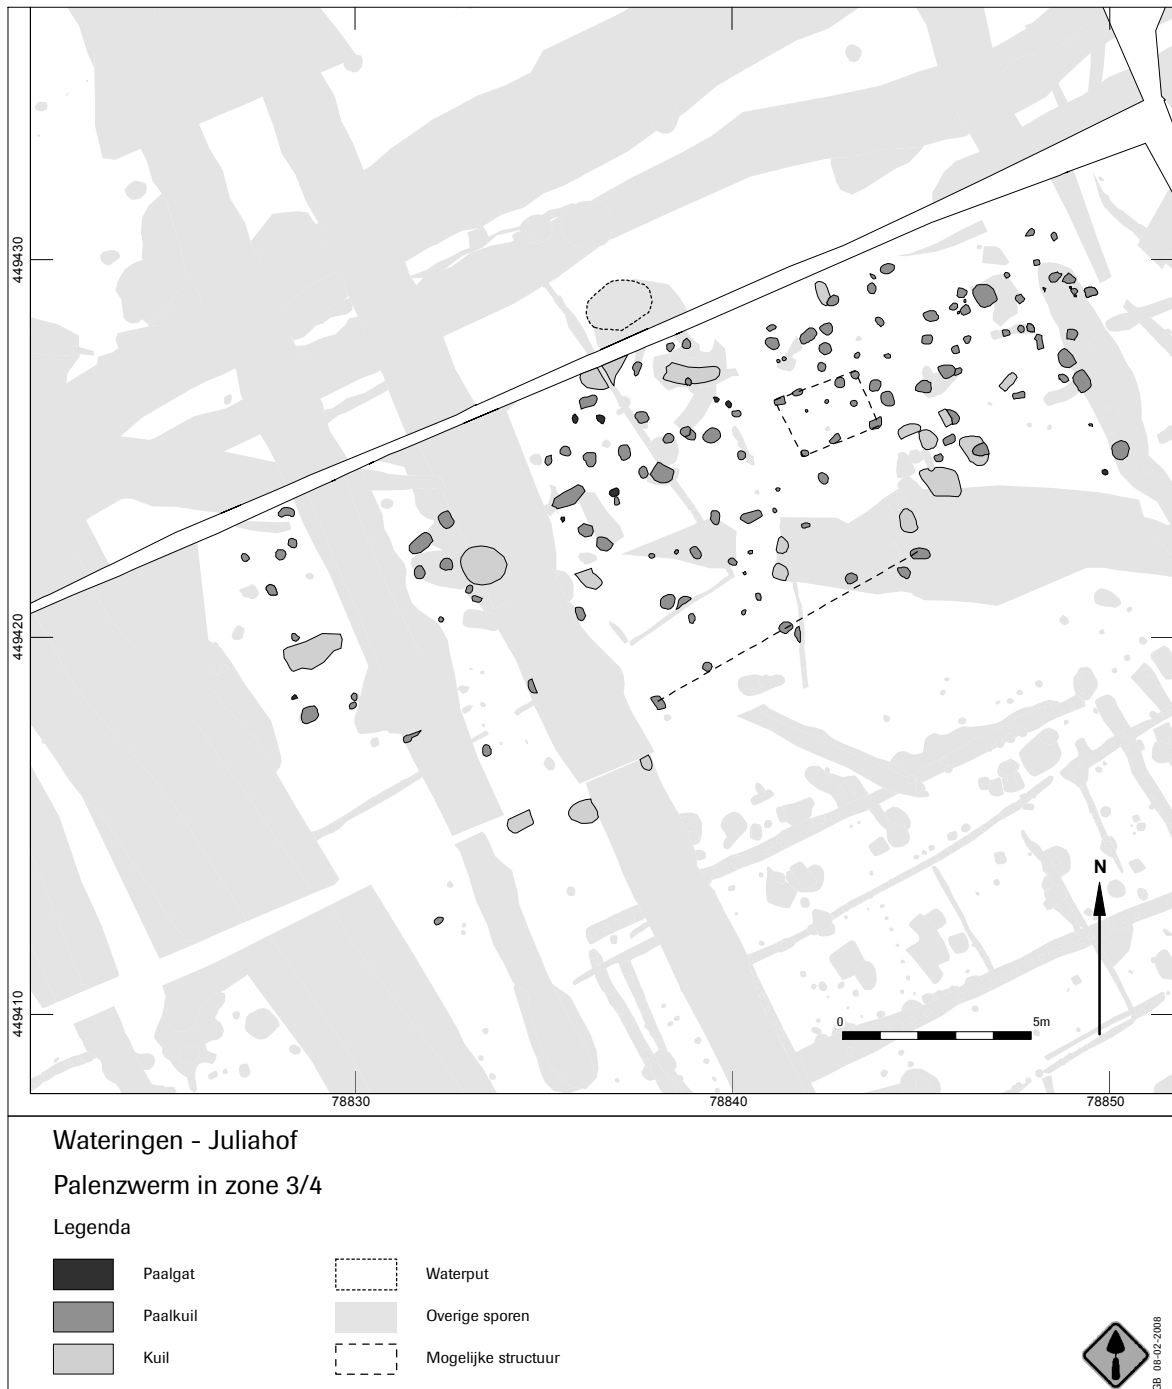 449430
449420
449410
N
0 5m
78830 78840 78850
Wateringen - Juliahof
Palenzwerm in zone 3/4
Legenda
Paalgat
Waterput
Paalkuil
Overige sporen
Kuil
Mogelijke structuur
GB 08-02-2008